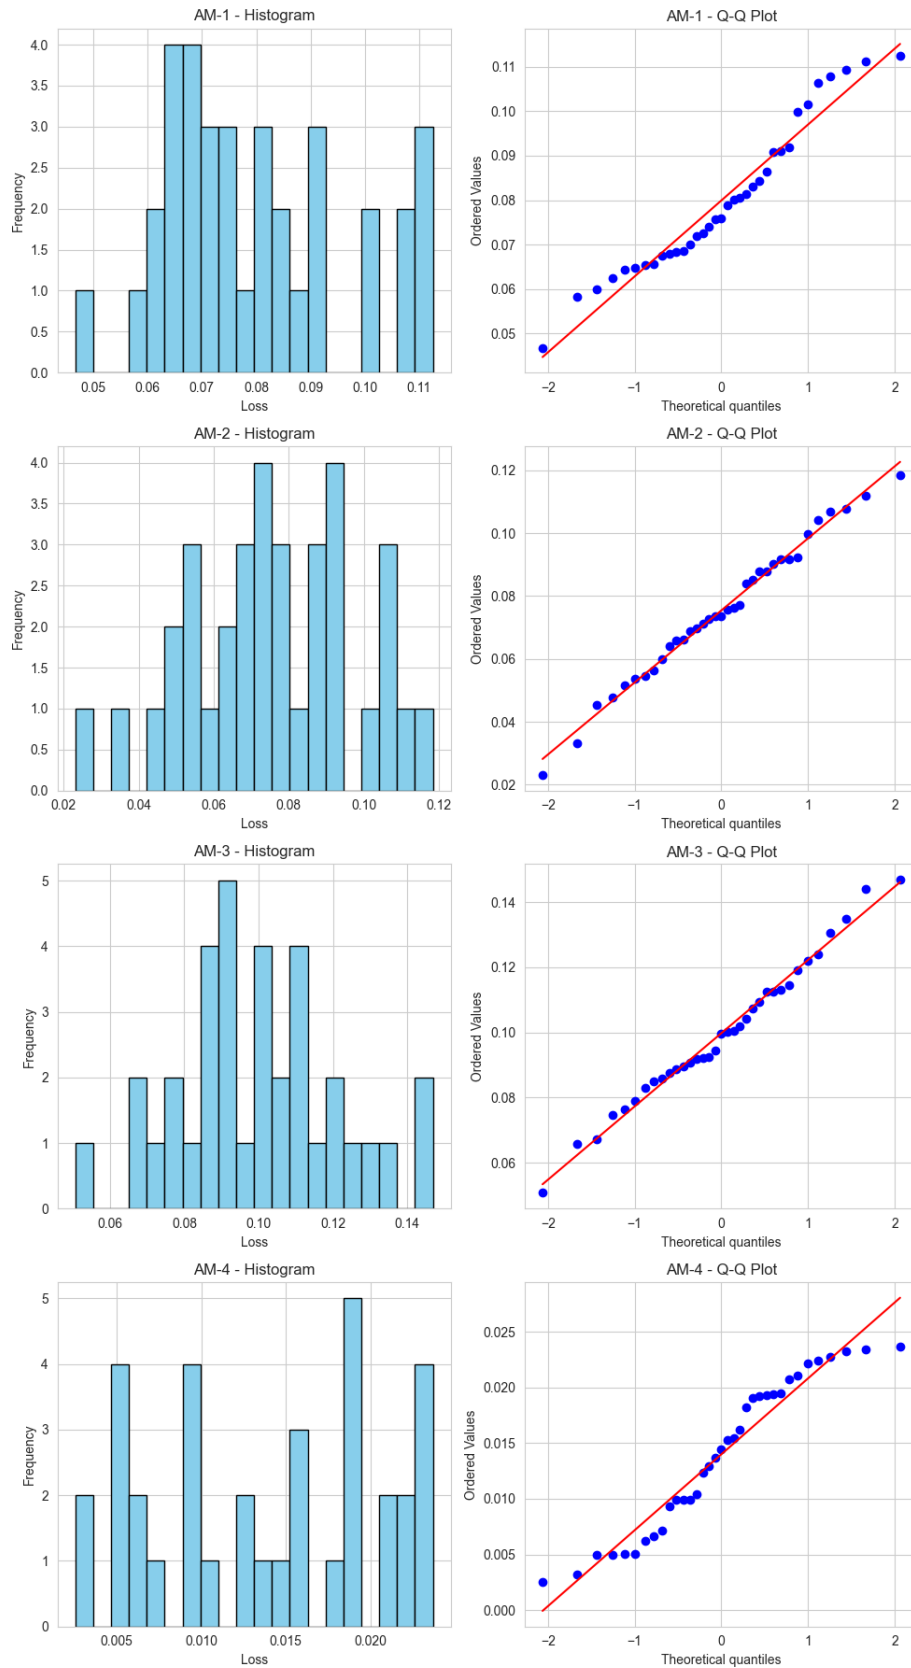 AM-1 - Histogram
4.0
3.5
3.0
2.5
2.0
1.5
1.0
0.5
0.0
Frequency
0.05 0.06 0.07 0.08 0.09 0.10 0.11
Loss
AM-1 - Q-Q Plot
0.11
0.10
0.09
0.08
0.07
0.06
0.05
Ordered Values
−2 −1 0 1 2
Theoretical quantiles
AM-2 - Histogram
4.0
3.5
3.0
2.5
2.0
1.5
1.0
0.5
0.0
Frequency
0.02 0.04 0.06 0.08 0.10 0.12
Loss
AM-2 - Q-Q Plot
0.12
0.10
0.08
0.06
0.04
0.02
Ordered Values
−2 −1 0 1 2
Theoretical quantiles
AM-3 - Histogram
5
4
3
2
1
0
Frequency
0.06 0.08 0.10 0.12 0.14
Loss
AM-3 - Q-Q Plot
0.14
0.12
0.10
0.08
0.06
Ordered Values
−2 −1 0 1 2
Theoretical quantiles
AM-4 - Histogram
5
4
3
2
1
0
Frequency
0.005 0.010 0.015 0.020
Loss
AM-4 - Q-Q Plot
0.025
0.020
0.015
0.010
0.005
0.000
Ordered Values
−2 −1 0 1 2
Theoretical quantiles